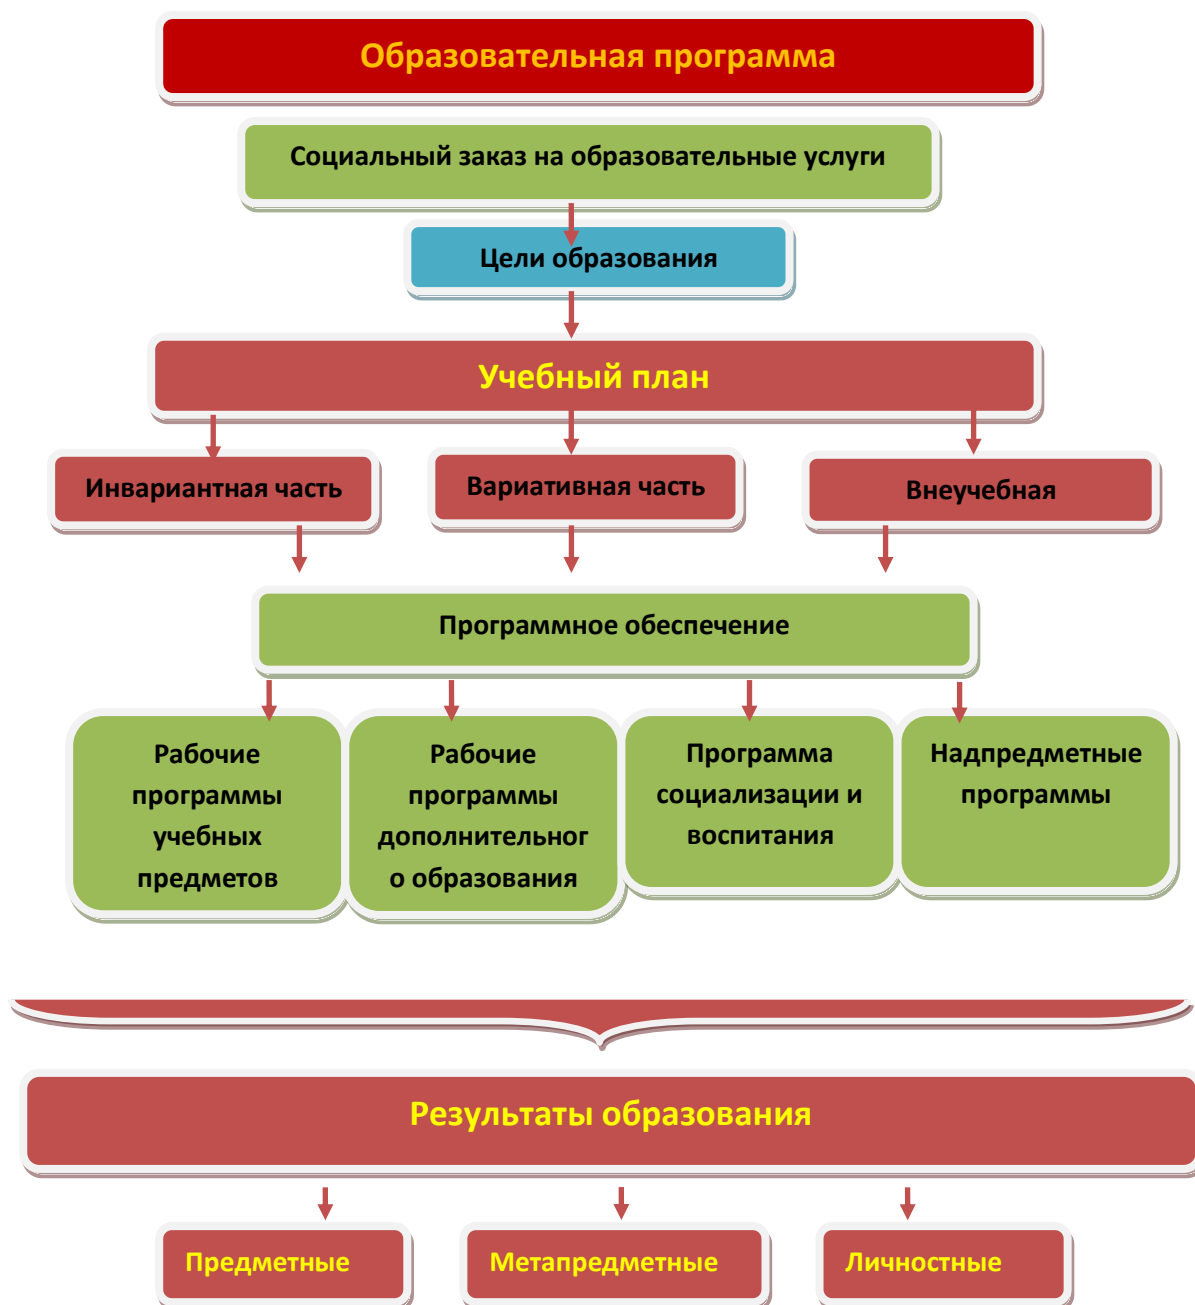 Образовательная программа
Социальный заказ на образовательные услуги
Цели образования
Учебный план
Инвариантная часть
Вариативная часть
Внеучебная
Программное обеспечение
Рабочие
программы
учебных
предметов
Рабочие
программы
дополнительног
о образования
Программа
социализации и
воспитания
Надпредметные
программы
Результаты образования
Предметные
Метапредметные
Личностные